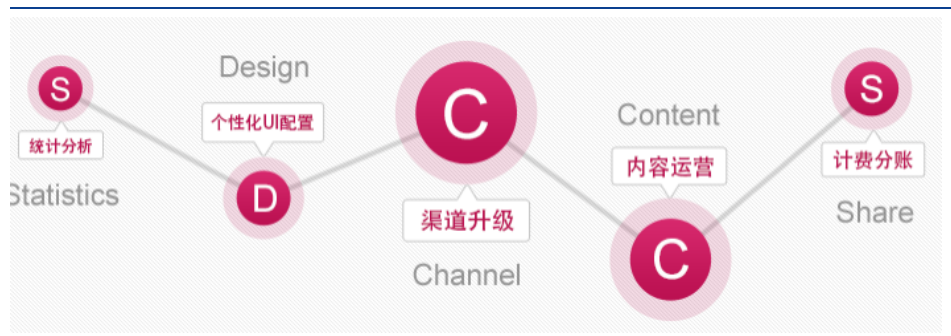 S
统计分析
Statistics
Design
个性化UI配置
D
C
渠道升级
Channel
Content
内容运营
C
S
计费分账
Share